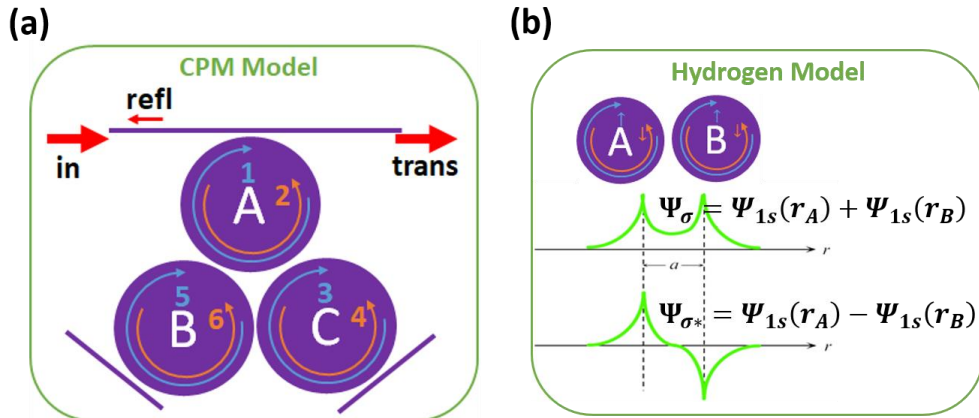 (a)
CPM Model
refl
in
trans
1
2
A
5
6
B
3
4
C
(b)
Hydrogen Model
A ↑ ↓
B ↑ ↓
Ψσ = Ψ1s(rA) + Ψ1s(rB)
r
a
Ψσ* = Ψ1s(rA) − Ψ1s(rB)
r